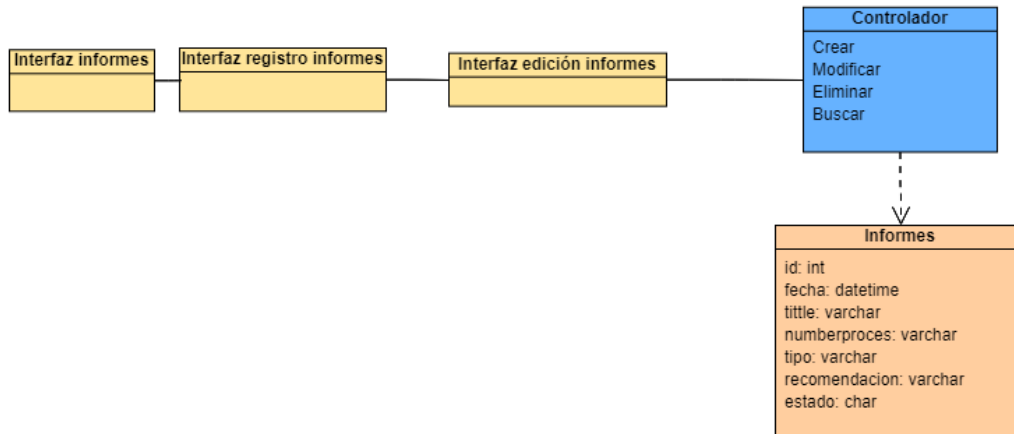 Interfaz informes
Interfaz registro informes
Interfaz edición informes
Controlador
Crear
Modificar
Eliminar
Buscar
Informes
id: int
fecha: datetime
tittle: varchar
numberproces: varchar
tipo: varchar
recomendacion: varchar
estado: char